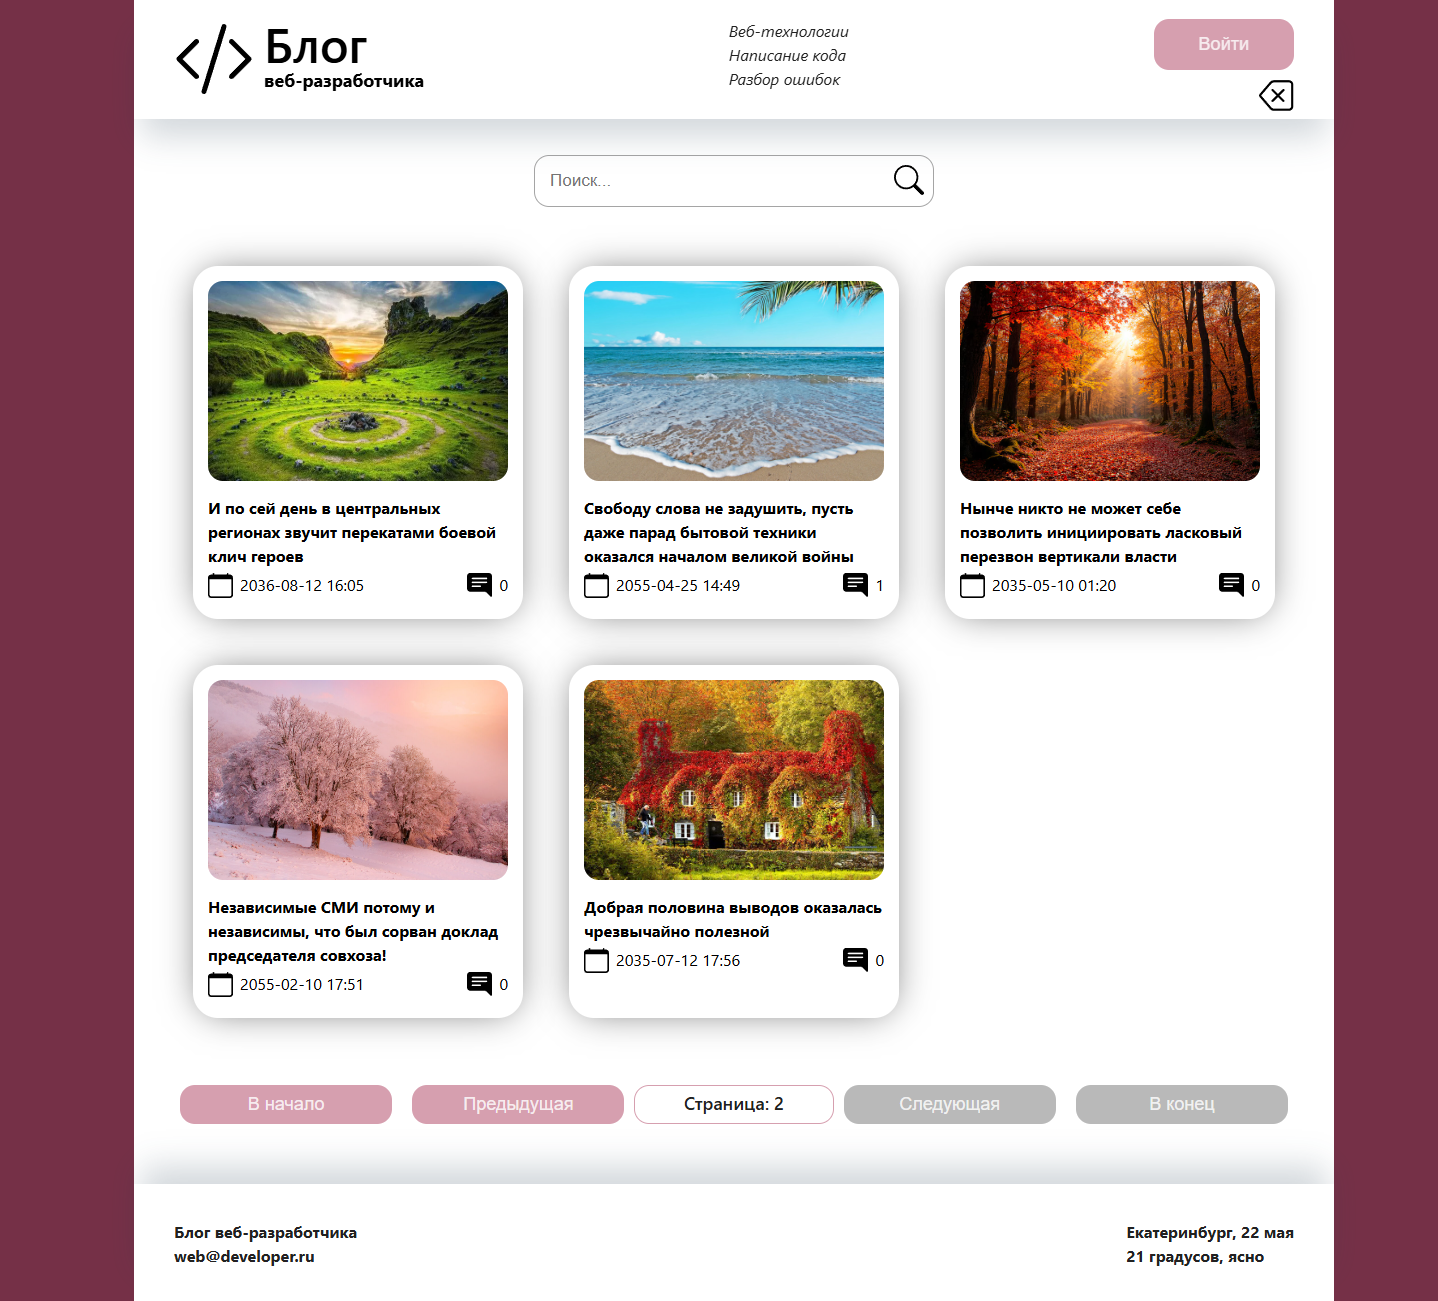 Блог
веб-разработчика
Веб-технологии
Написание кода
Разбор ошибок
Войти
Поиск...
И по сей день в центральных
регионах звучит перекатами боевой
клич героев
2036-08-12 16:05 0
Свободу слова не задушить, пусть
даже парад бытовой техники
оказался началом великой войны
2055-04-25 14:49 1
Нынче никто не может себе
позволить инициировать ласковый
перезвон вертикали власти
2035-05-10 01:20 0
Независимые СМИ потому и
независимы, что был сорван доклад
председателя совхоза!
2055-02-10 17:51 0
Добрая половина выводов оказалась
чрезвычайно полезной
2035-07-12 17:56 0
В начало Предыдущая Страница: 2 Следующая В конец
Блог веб-разработчика
web@developer.ru
Екатеринбург, 22 мая
21 градусов, ясно